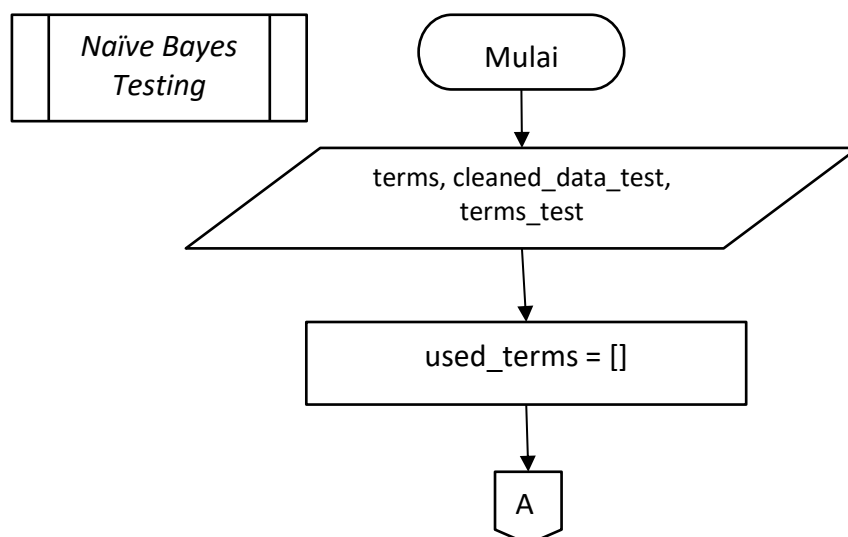 Naïve Bayes
Testing
Mulai
terms, cleaned_data_test,
terms_test
used_terms = []
A